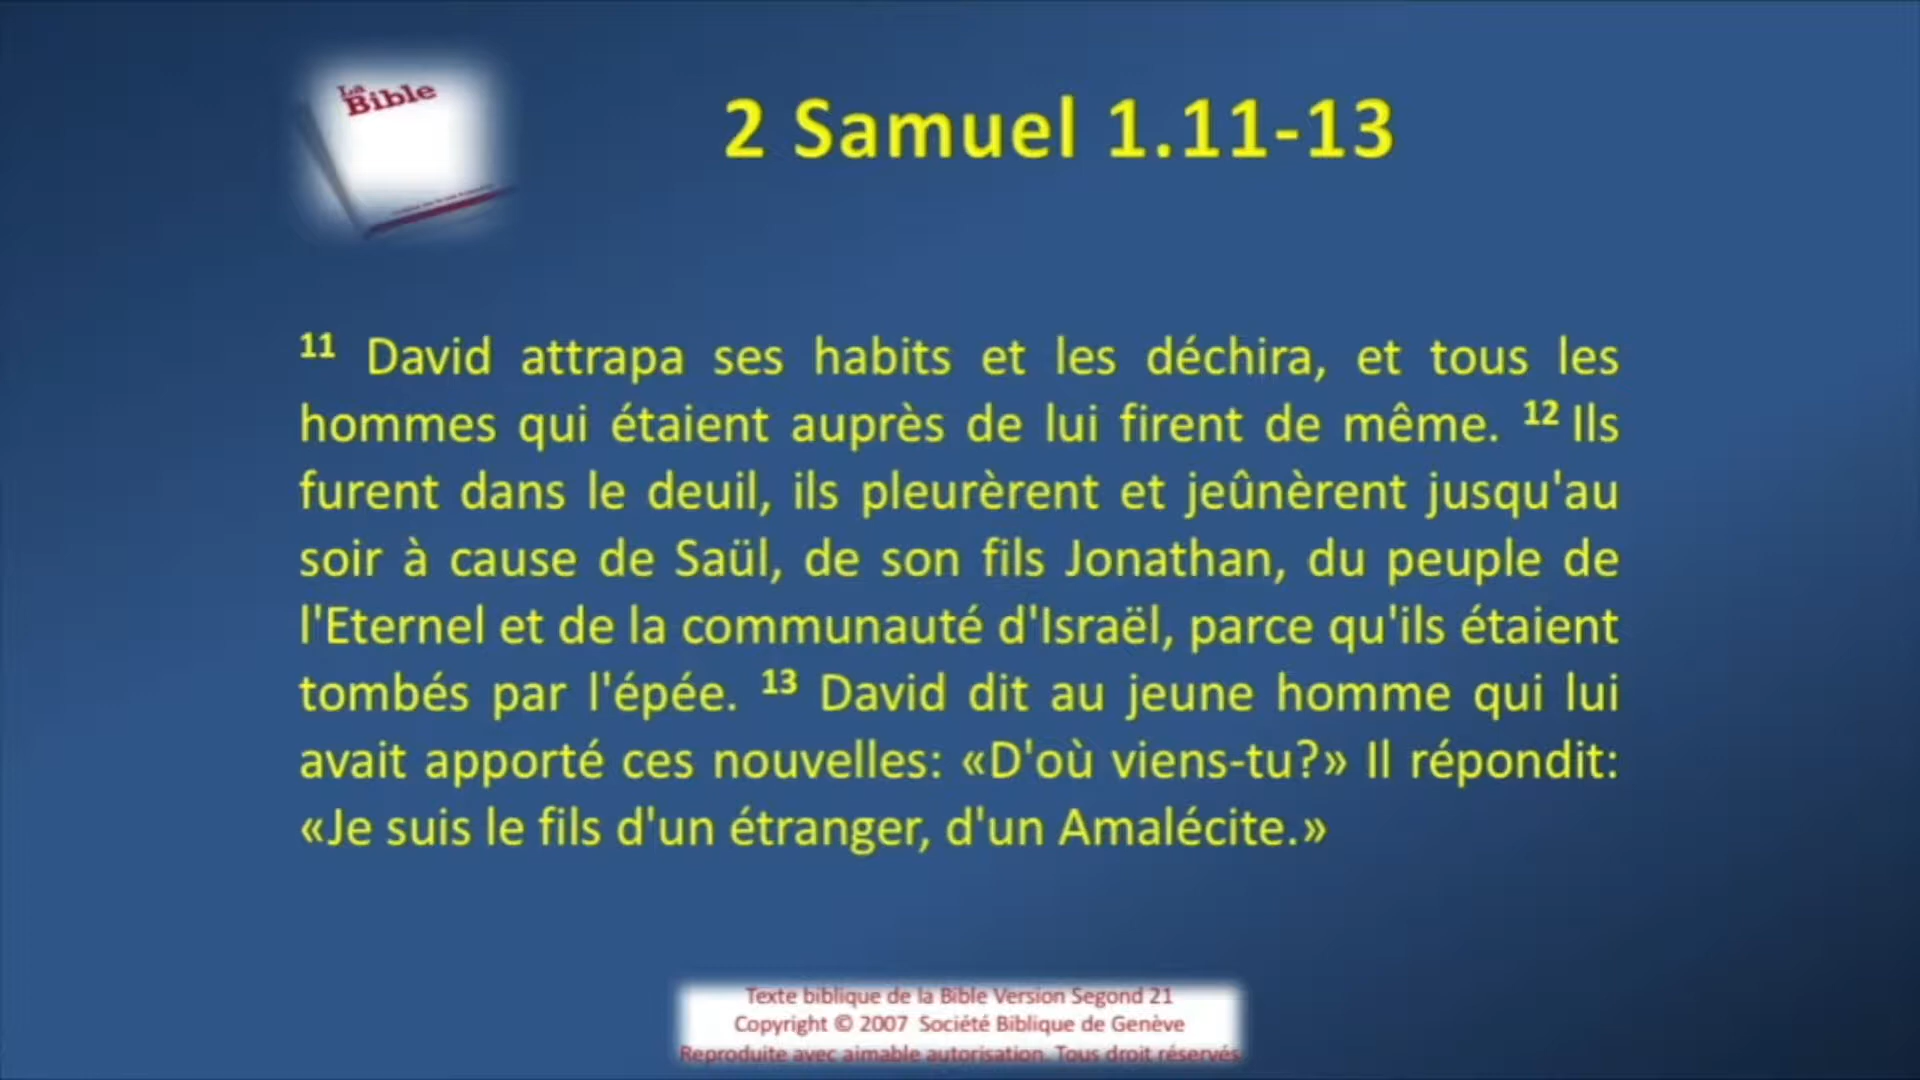 La
Bible
2 Samuel 1.11-13
11 David attrapa ses habits et les déchira, et tous les
hommes qui étaient auprès de lui firent de même. 12 Ils
furent dans le deuil, ils pleurèrent et jeûnèrent jusqu'au
soir à cause de Saül, de son fils Jonathan, du peuple de
l'Eternel et de la communauté d'Israël, parce qu'ils étaient
tombés par l'épée. 13 David dit au jeune homme qui lui
avait apporté ces nouvelles: «D'où viens-tu?» Il répondit:
«Je suis le fils d'un étranger, d'un Amalécite.»
Texte biblique de la Bible Version Segond 21
Copyright © 2007 Société Biblique de Genève
Reproduite avec aimable autorisation. Tous droit réservés